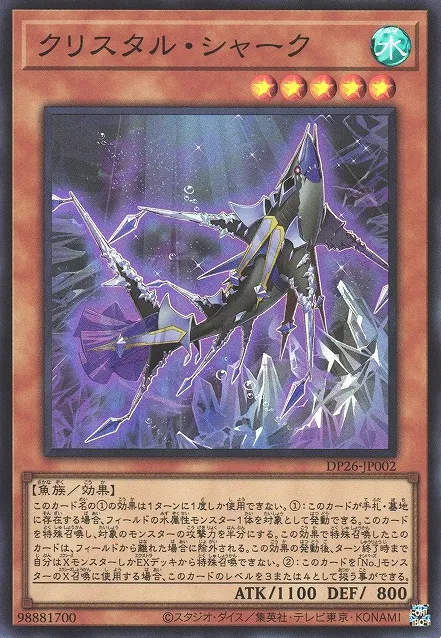 クリスタル・シャーク
水
DP26-JP002
【魚族／効果】
このカード名の①の効果は1ターンに1度しか使用できない。①：このカードが手札・墓地
に存在する場合、フィールドの水属性モンスター1体を対象として発動できる。このカード
を特殊召喚し、対象のモンスターの攻撃力を半分にする。この効果で特殊召喚したこ
のカードは、フィールドから離れた場合に除外される。この効果の発動後、ターン終了時まで
自分はXモンスターしかEXデッキから特殊召喚できない。②：このカードを「No.」モン
スターのX召喚に使用する場合、このカードのレベルを3または4として扱う事ができる。
ATK/1100 DEF/ 800
98881700
©スタジオ・ダイス／集英社・テレビ東京・KONAMI